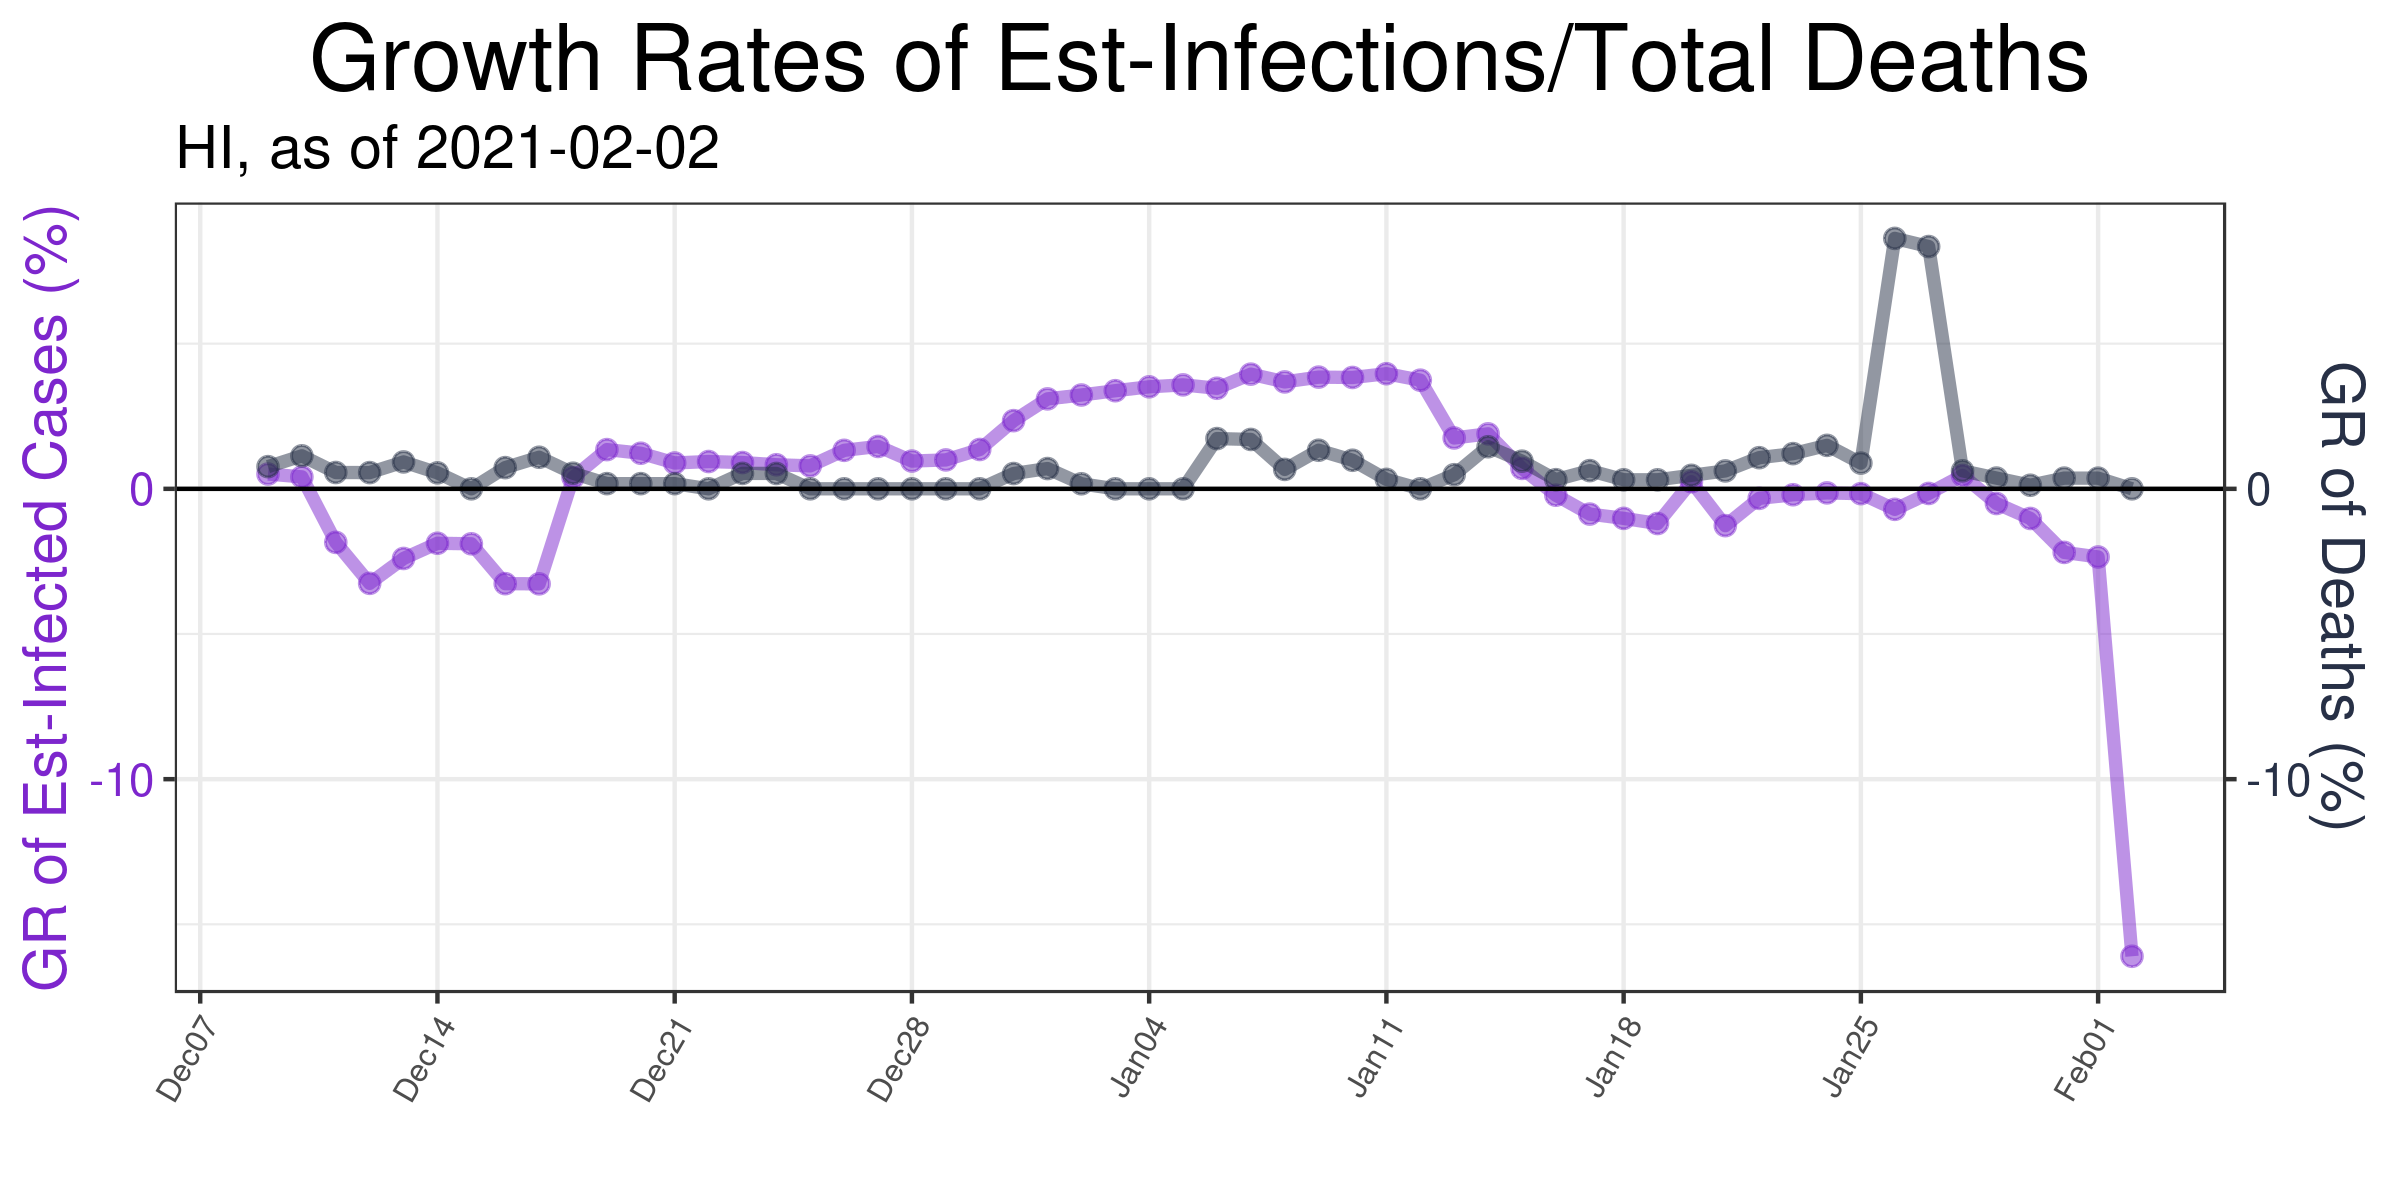 Growth Rates of Est-Infections/Total Deaths
HI, as of 2021-02-02
GR of Est-Infected Cases (%)
0
-10
GR of Deaths (%)
0
-10
Dec07
Dec14
Dec21
Dec28
Jan04
Jan11
Jan18
Jan25
Feb01